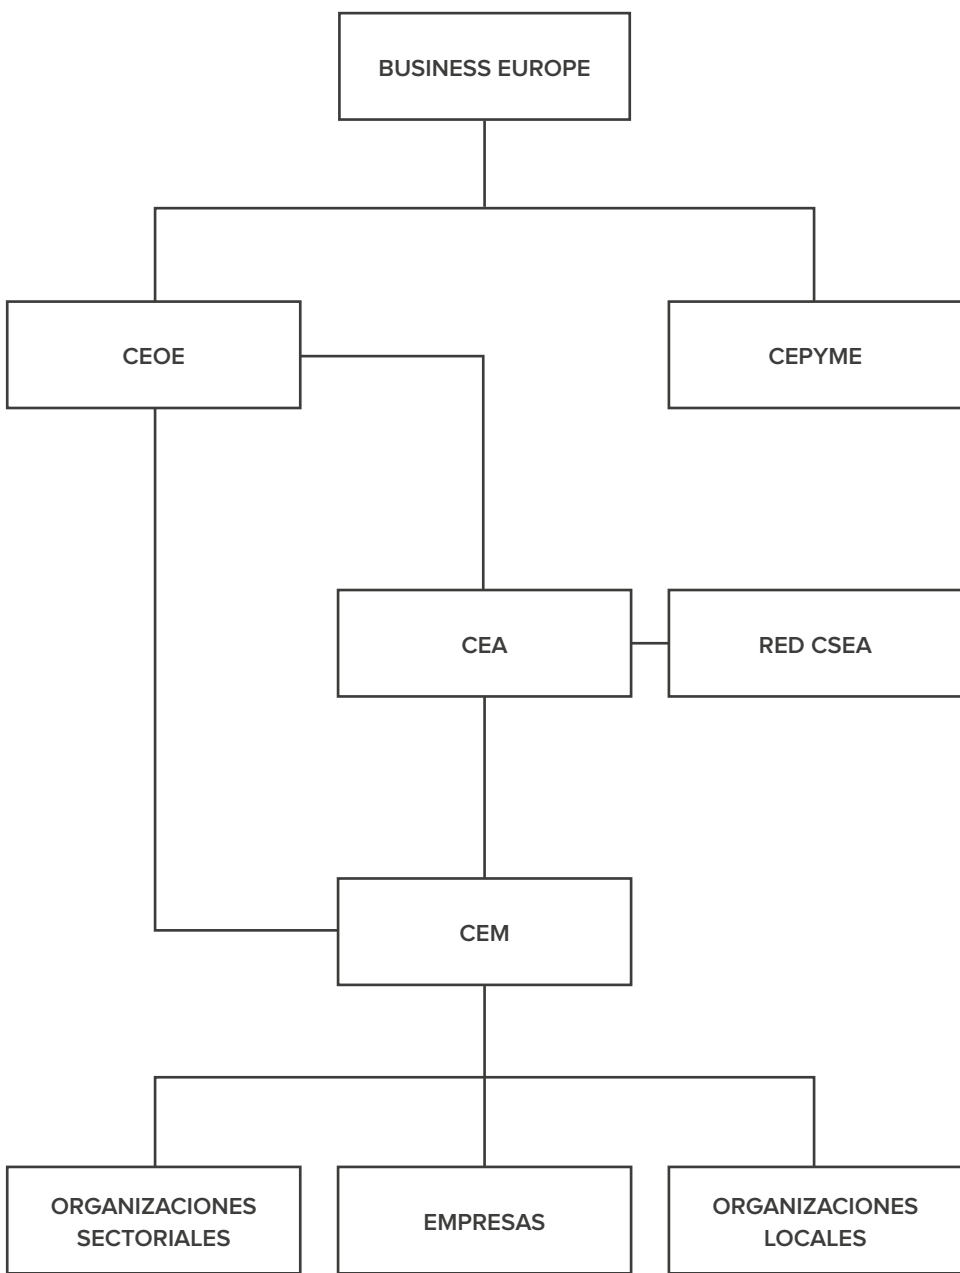 BUSINESS EUROPE
CEOE
CEPYME
CEA
RED CSEA
CEM
ORGANIZACIONES
SECTORIALES
EMPRESAS
ORGANIZACIONES
LOCALES